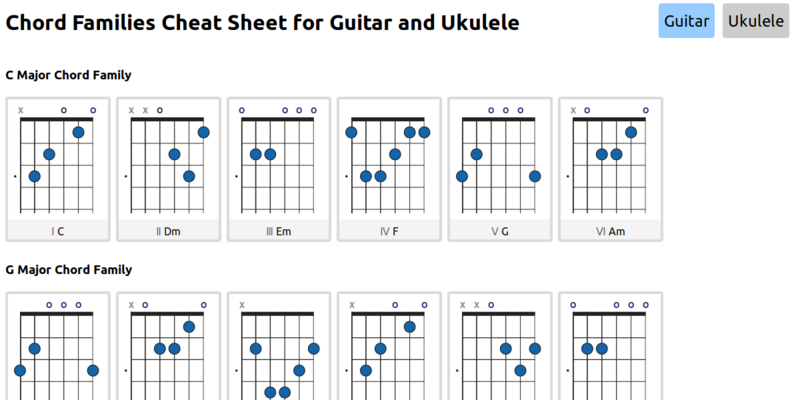 Chord Families Cheat Sheet for Guitar and Ukulele
Guitar Ukulele
C Major Chord Family
x o o
x x o
o o o o
o o o
x o o
I C
II Dm
III Em
IV F
V G
VI Am
G Major Chord Family
o o o
x o o
x
x o o
x x o
o o o o